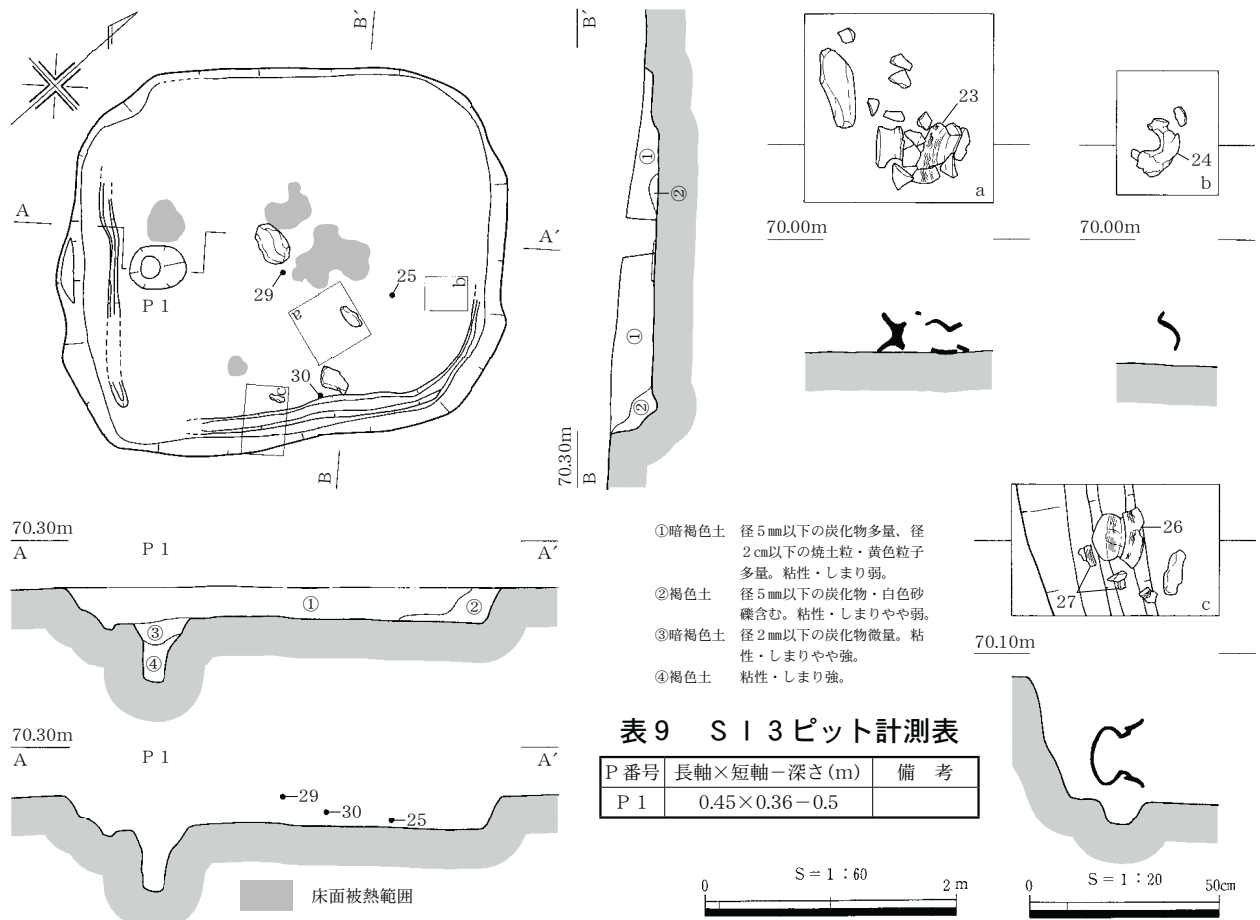 B′
A
A′
P 1
29
25
a
b
30
c
B
B′
①
②
①
②
70.30m
B
23
a
24
b
70.00m
70.00m
26
27
c
70.10m
70.30m
A
P 1
A′
①
②
③
④
①暗褐色土 径5㎜以下の炭化物多量、径
2㎝以下の焼土粒・黄色粒子
多量。粘性・しまり弱。
②褐色土 径5㎜以下の炭化物・白色砂
礫含む。粘性・しまりやや弱。
③暗褐色土 径2㎜以下の炭化物微量。粘
性・しまりやや強。
④褐色土 粘性・しまり強。
70.30m
A
P 1
A′
29
30
25
床面被熱範囲
表9 SI3ピット計測表
P番号 長軸×短軸−深さ(m) 備 考
P 1 0.45×0.36−0.5
S=1:60
0 2 m
S=1:20
0 50cm